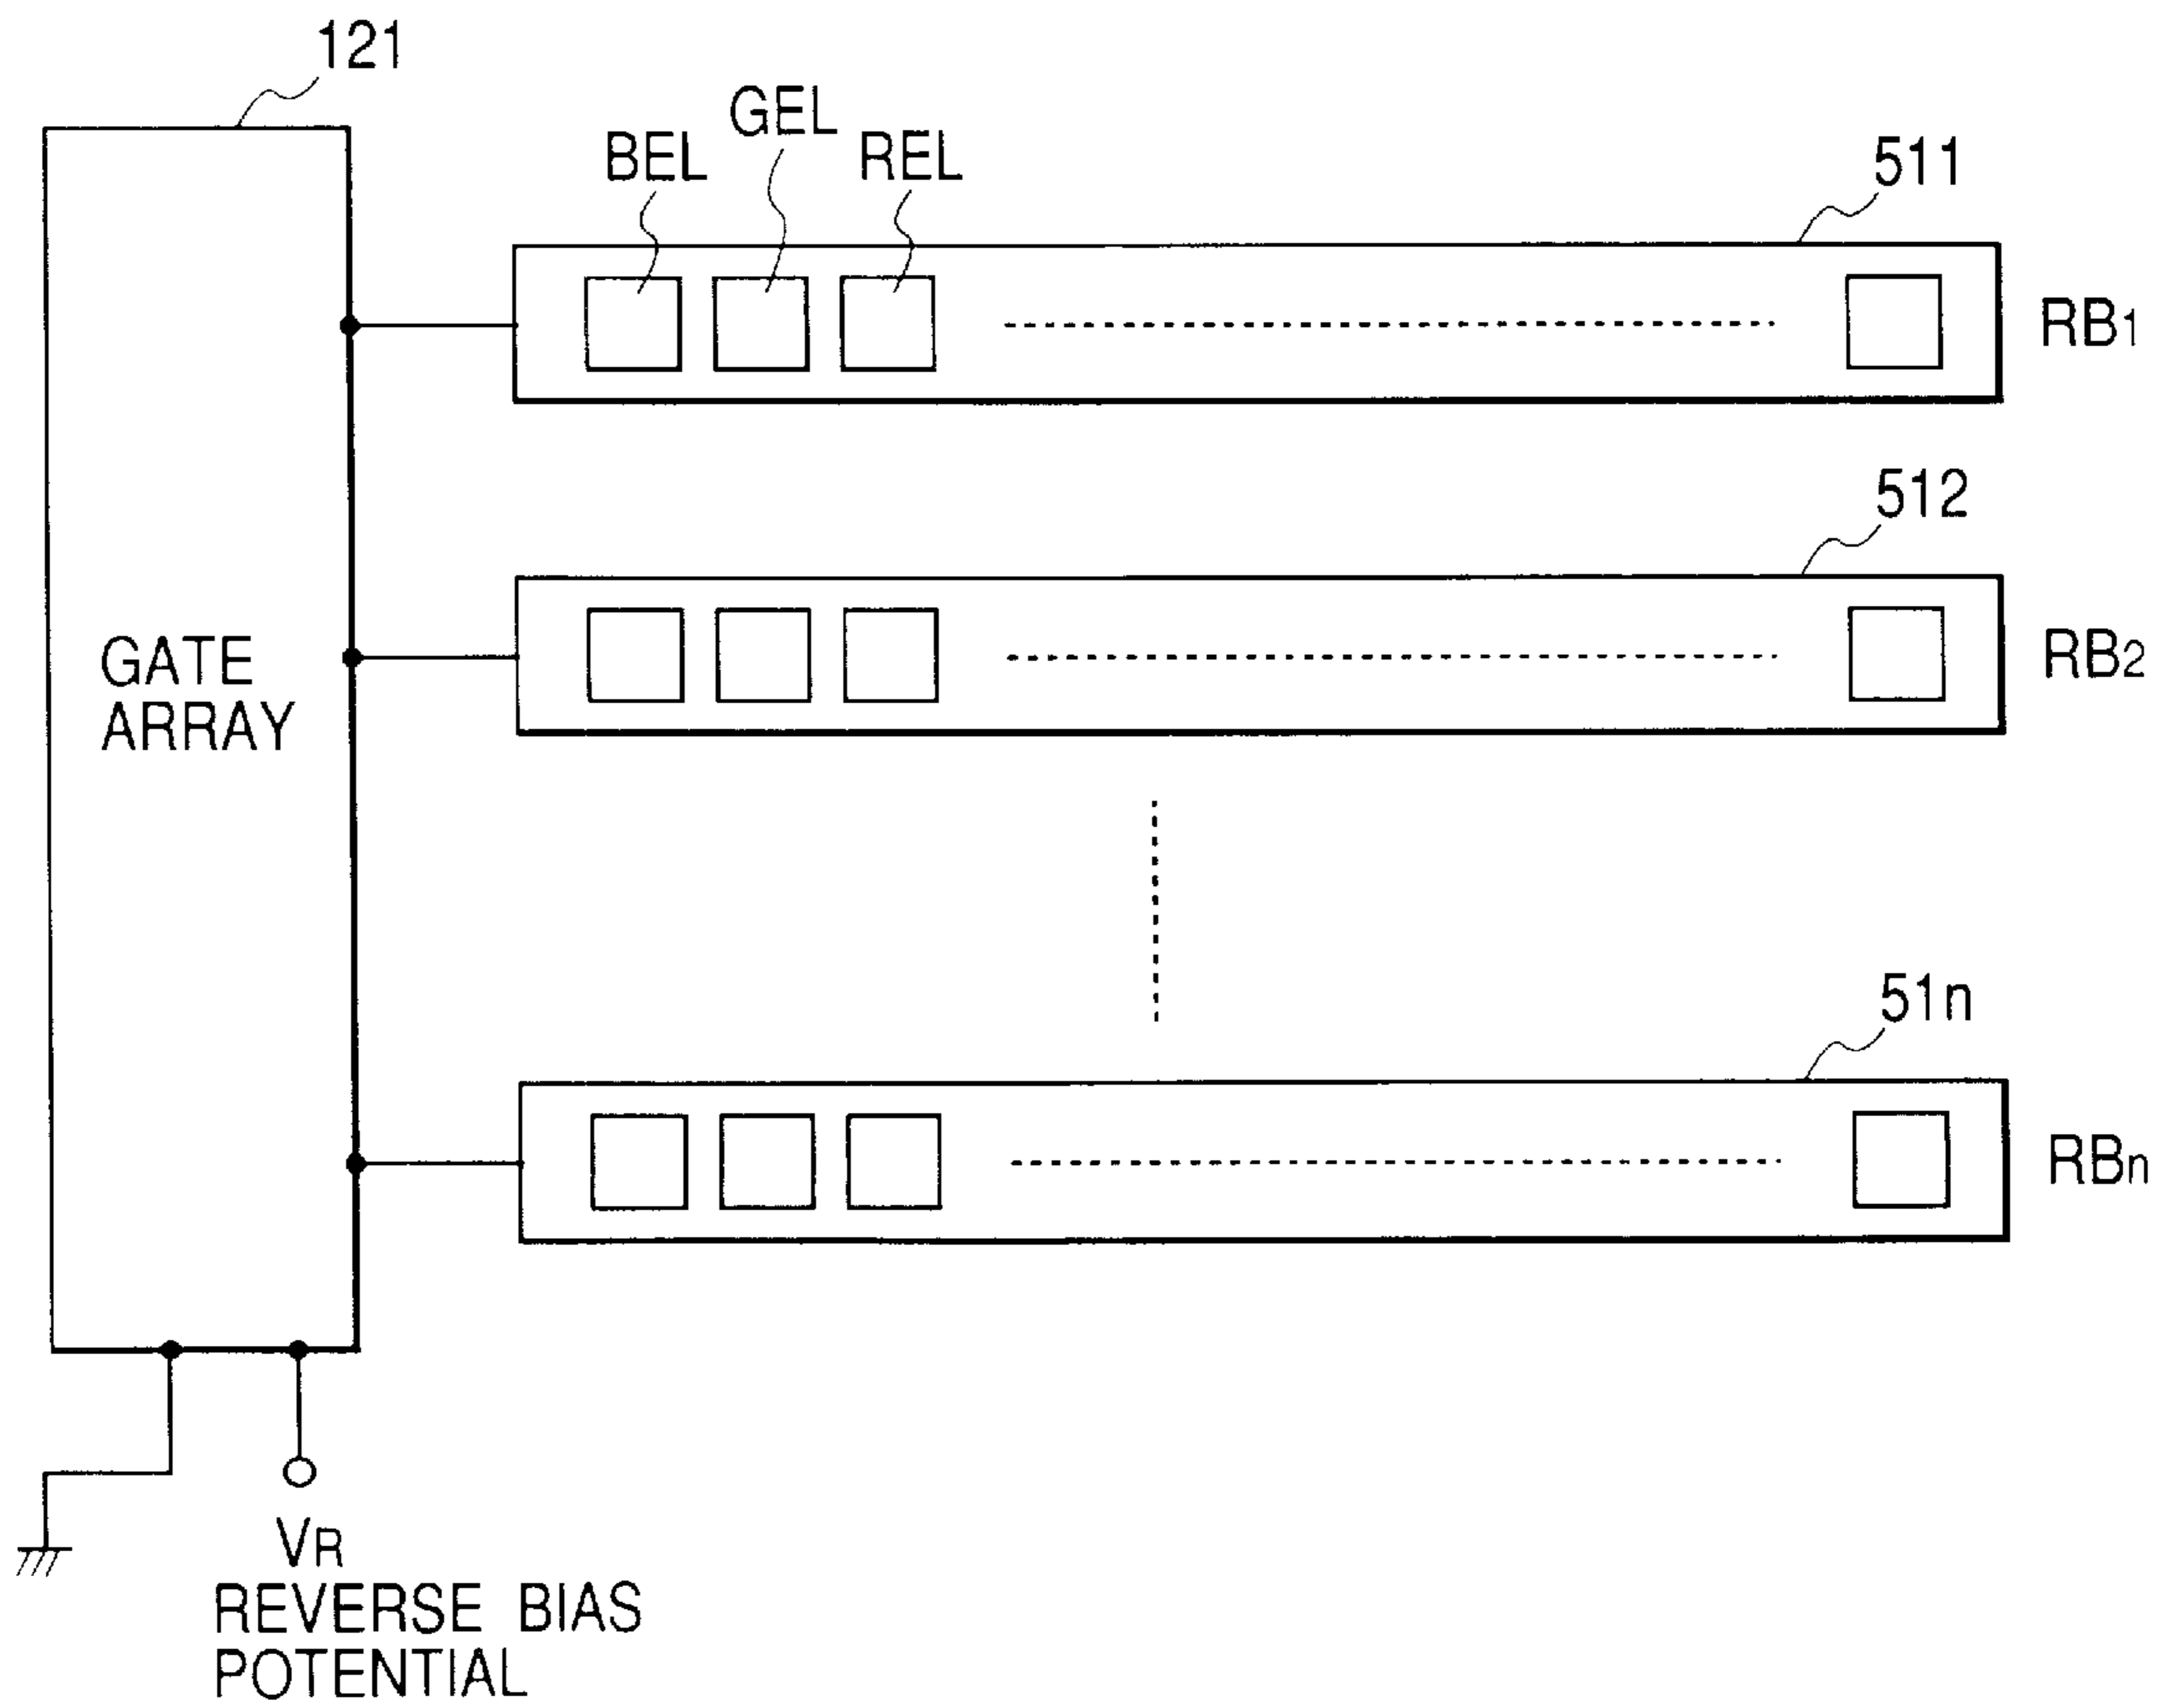 121
BEL
GEL
REL
511
RB1
512
RB2
GATE
ARRAY
51n
RBn
VR
REVERSE BIAS
POTENTIAL